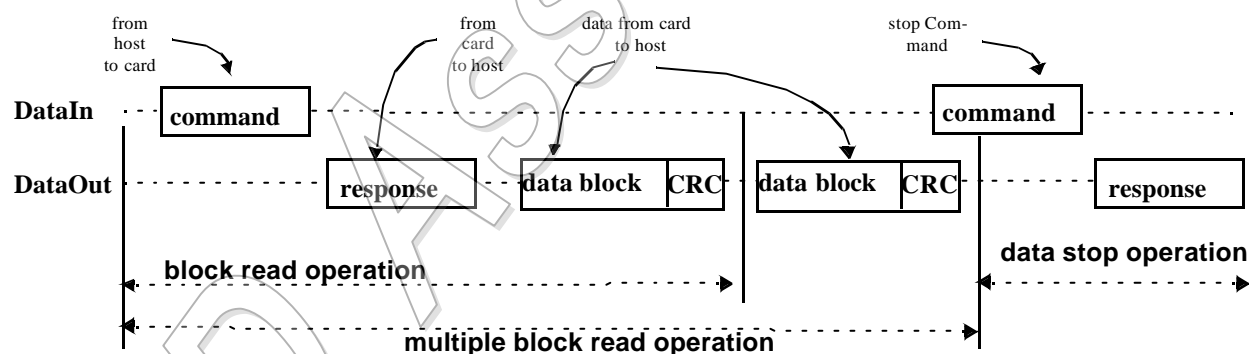 from
host
to card
from
card
to host
data from card
to host
stop Com-
mand
DataIn
command
command
DataOut
response
data block
CRC
data block
CRC
response
block read operation
data stop operation
multiple block read operation
D Ass